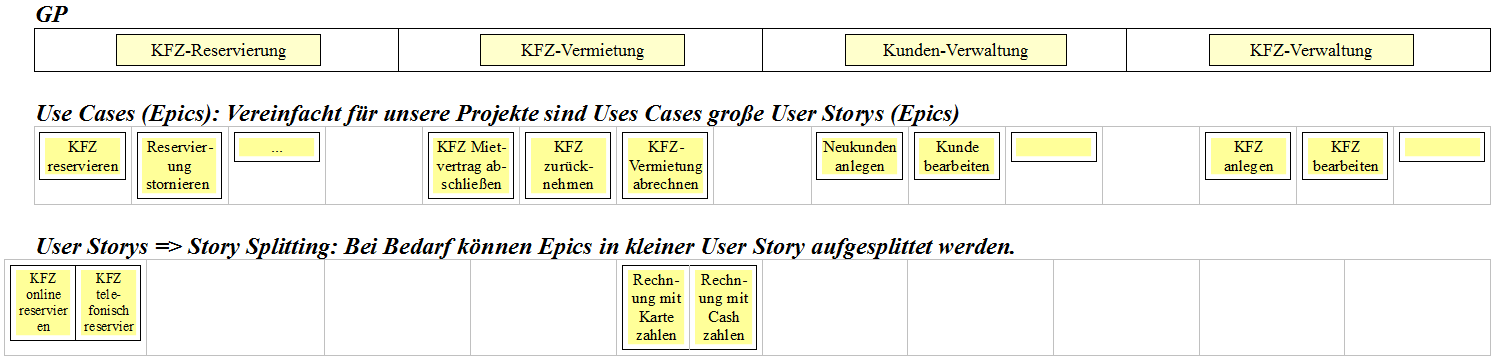 GP
KFZ-Reservierung
KFZ-Vermietung
Kunden-Verwaltung
KFZ-Verwaltung
Use Cases (Epics): Vereinfacht für unsere Projekte sind Uses Cases große User Storys (Epics)
KFZ
reservieren
Reservier-
ung
stornieren
...
KFZ Miet-
vertrag ab-
schließen
KFZ
zurück-
nehmen
KFZ-
Vermietung
abrechnen
Neukunden
anlegen
Kunde
bearbeiten
KFZ
anlegen
KFZ
bearbeiten
User Storys => Story Splitting: Bei Bedarf können Epics in kleiner User Story aufgesplittet werden.
KFZ
online
reservier
en
KFZ
tele-
fonisch
reservier
Rechn-
ung mit
Karte
zahlen
Rechn-
ung mit
Cash
zahlen